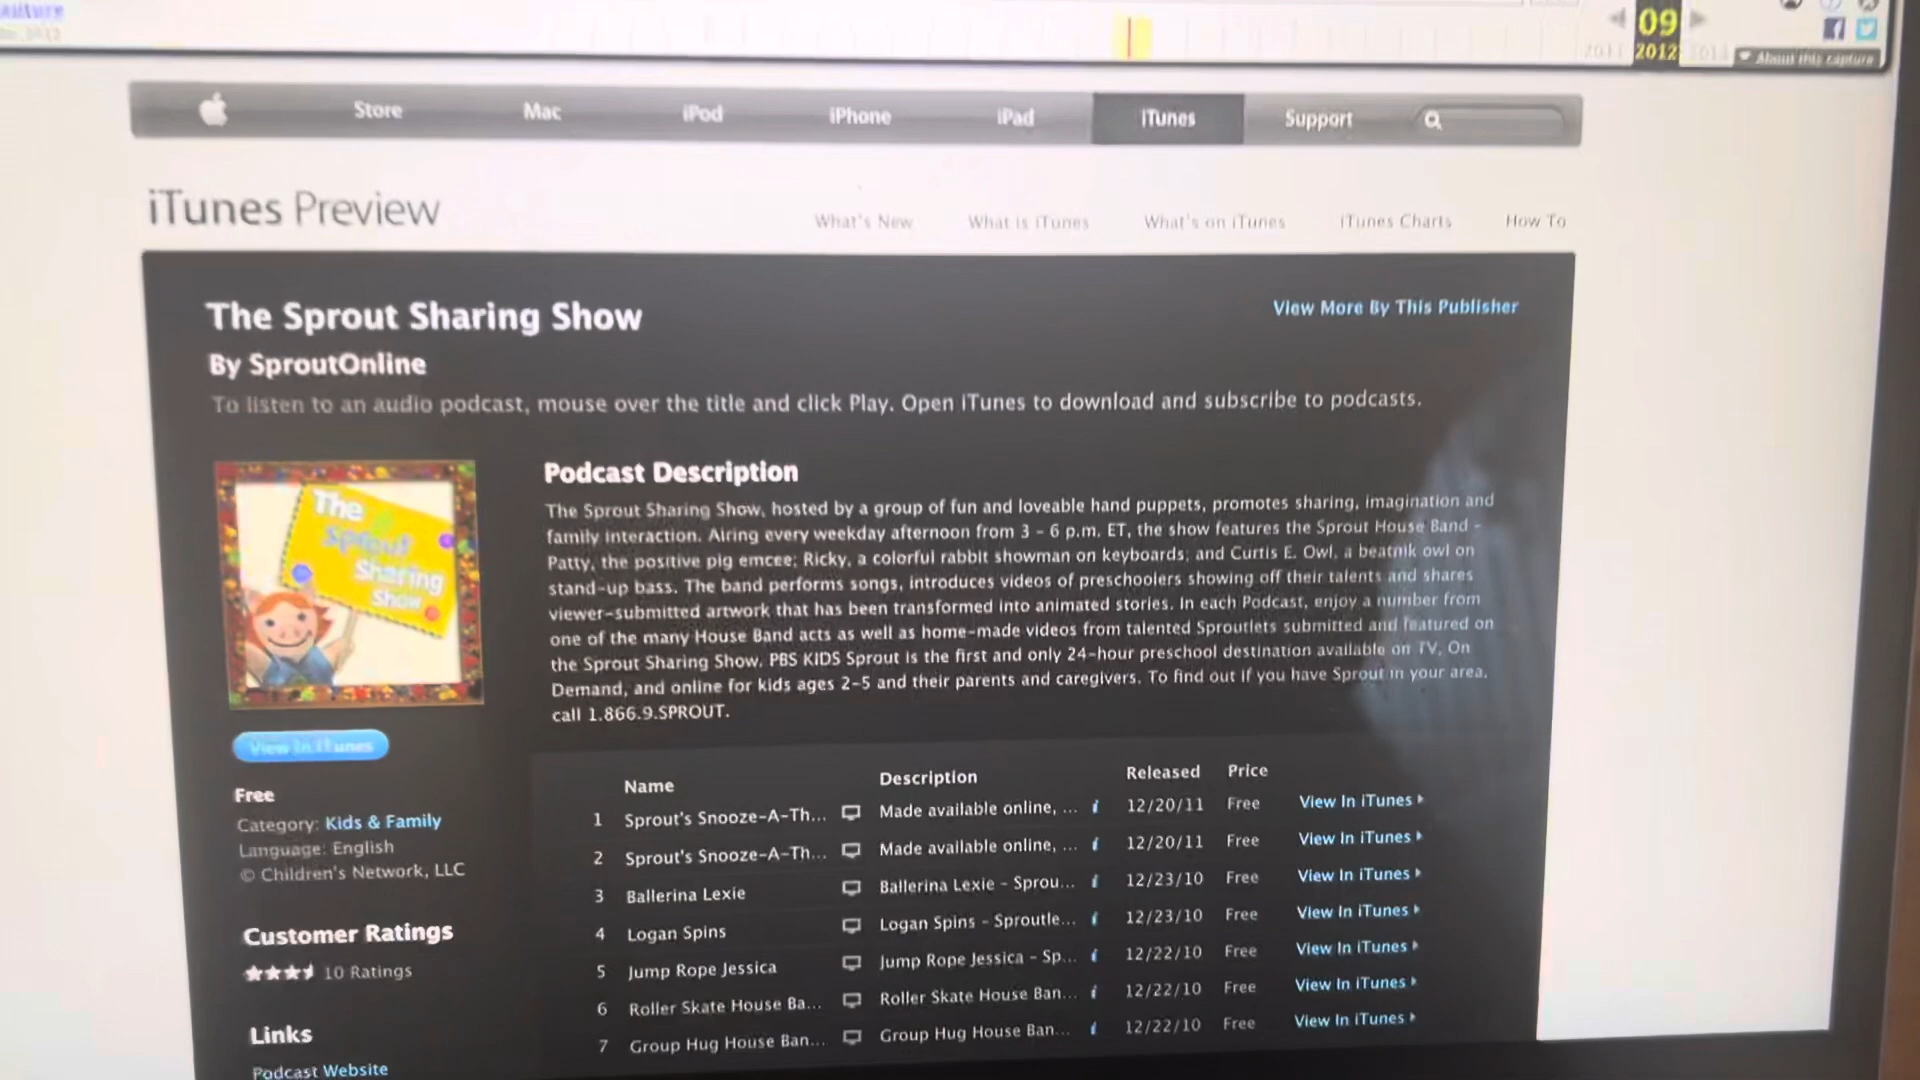 09
2011 2012 2013
About this capture
Store Mac iPod iPhone iPad iTunes Support
iTunes Preview
What's New What is iTunes What's on iTunes iTunes Charts How To
The Sprout Sharing Show
View More By This Publisher
By SproutOnline
To listen to an audio podcast, mouse over the title and click Play. Open iTunes to download and subscribe to podcasts.
The Sprout Sharing Show
Podcast Description
The Sprout Sharing Show, hosted by a group of fun and loveable hand puppets, promotes sharing, imagination and
family interaction. Airing every weekday afternoon from 3 - 6 p.m. ET, the show features the Sprout House Band -
Patty, the positive pig emcee; Ricky, a colorful rabbit showman on keyboards; and Curtis E. Owl, a beatnik owl on
stand-up bass. The band performs songs, introduces videos of preschoolers showing off their talents and shares
viewer-submitted artwork that has been transformed into animated stories. In each Podcast, enjoy a number from
one of the many House Band acts as well as home-made videos from talented Sproutlets submitted and featured on
the Sprout Sharing Show. PBS KIDS Sprout is the first and only 24-hour preschool destination available on TV, On
Demand, and online for kids ages 2-5 and their parents and caregivers. To find out if you have Sprout in your area,
call 1.866.9.SPROUT.
View In iTunes
Free
Category: Kids & Family
Language: English
© Children's Network, LLC
Customer Ratings
10 Ratings
Links
Podcast Website
Name Description Released Price
1 Sprout's Snooze-A-Th... Made available online, ... i 12/20/11 Free View In iTunes
2 Sprout's Snooze-A-Th... Made available online, ... i 12/20/11 Free View In iTunes
3 Ballerina Lexie Ballerina Lexie - Sprou... i 12/23/10 Free View In iTunes
4 Logan Spins Logan Spins - Sproutle... i 12/23/10 Free View In iTunes
5 Jump Rope Jessica Jump Rope Jessica - Sp... i 12/22/10 Free View In iTunes
6 Roller Skate House Ba... Roller Skate House Ban... i 12/22/10 Free View In iTunes
7 Group Hug House Ban... Group Hug House Ban... i 12/22/10 Free View In iTunes